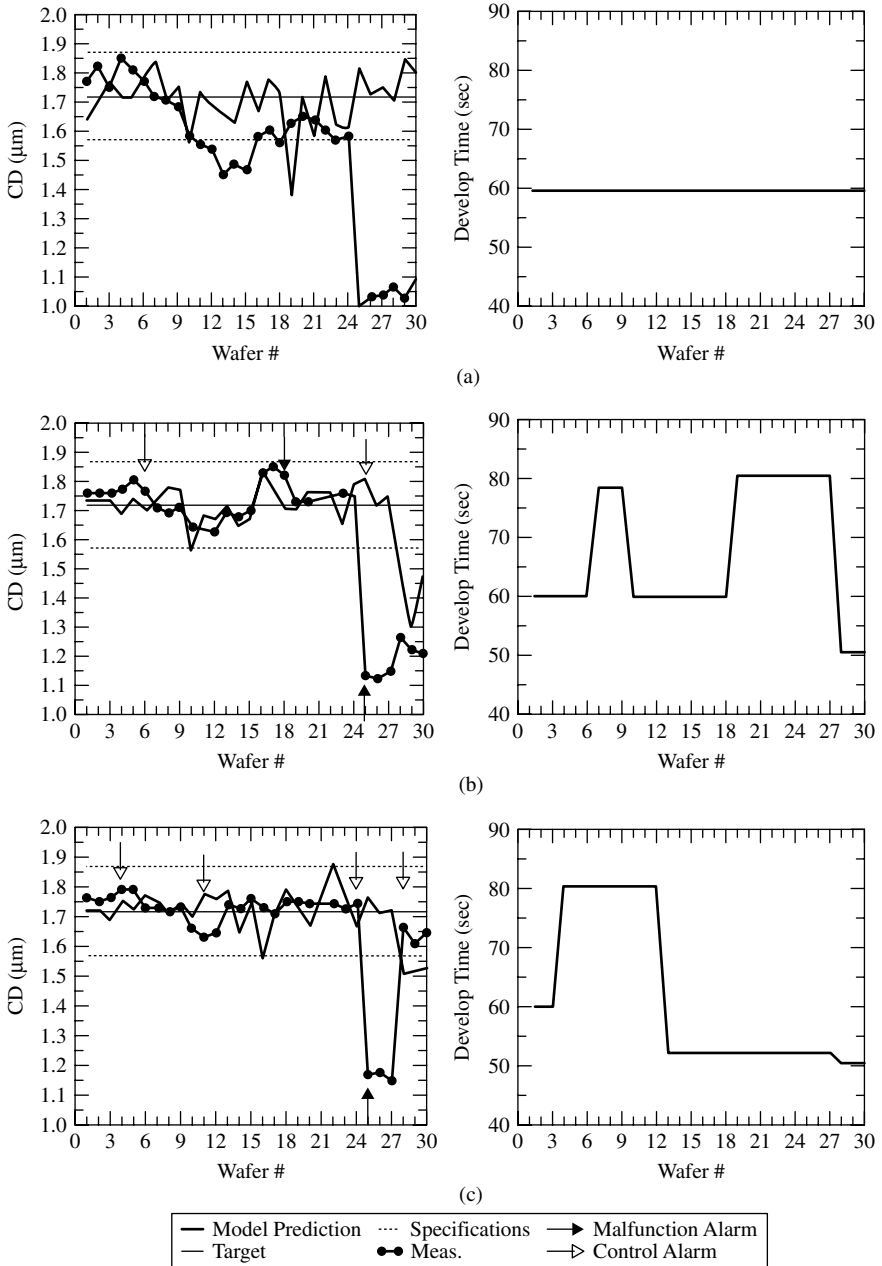 2.0
1.9
1.8
1.7
1.6
1.5
1.4
1.3
1.2
1.1
1.0
CD (µm)
0 3 6 9 12 15 18 21 24 27 30
Wafer #
90
80
70
60
50
40
Develop Time (sec)
0 3 6 9 12 15 18 21 24 27 30
Wafer #
(a)
2.0
1.9
1.8
1.7
1.6
1.5
1.4
1.3
1.2
1.1
1.0
CD (µm)
0 3 6 9 12 15 18 21 24 27 30
Wafer #
90
80
70
60
50
40
Develop Time (sec)
0 3 6 9 12 15 18 21 24 27 30
Wafer #
(b)
2.0
1.9
1.8
1.7
1.6
1.5
1.4
1.3
1.2
1.1
1.0
CD (µm)
0 3 6 9 12 15 18 21 24 27 30
Wafer #
90
80
70
60
50
40
Develop Time (sec)
0 3 6 9 12 15 18 21 24 27 30
Wafer #
(c)
Model Prediction Specifications Malfunction Alarm
Target Meas. Control Alarm